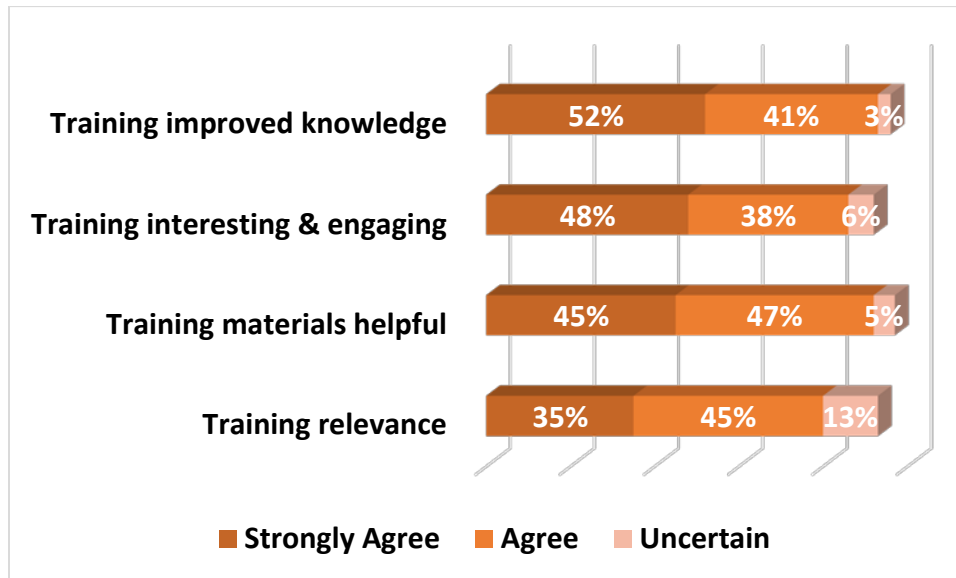 Training improved knowledge
52% 41% 3%
Training interesting & engaging
48% 38% 6%
Training materials helpful
45% 47% 5%
Training relevance
35% 45% 13%
Strongly Agree Agree Uncertain